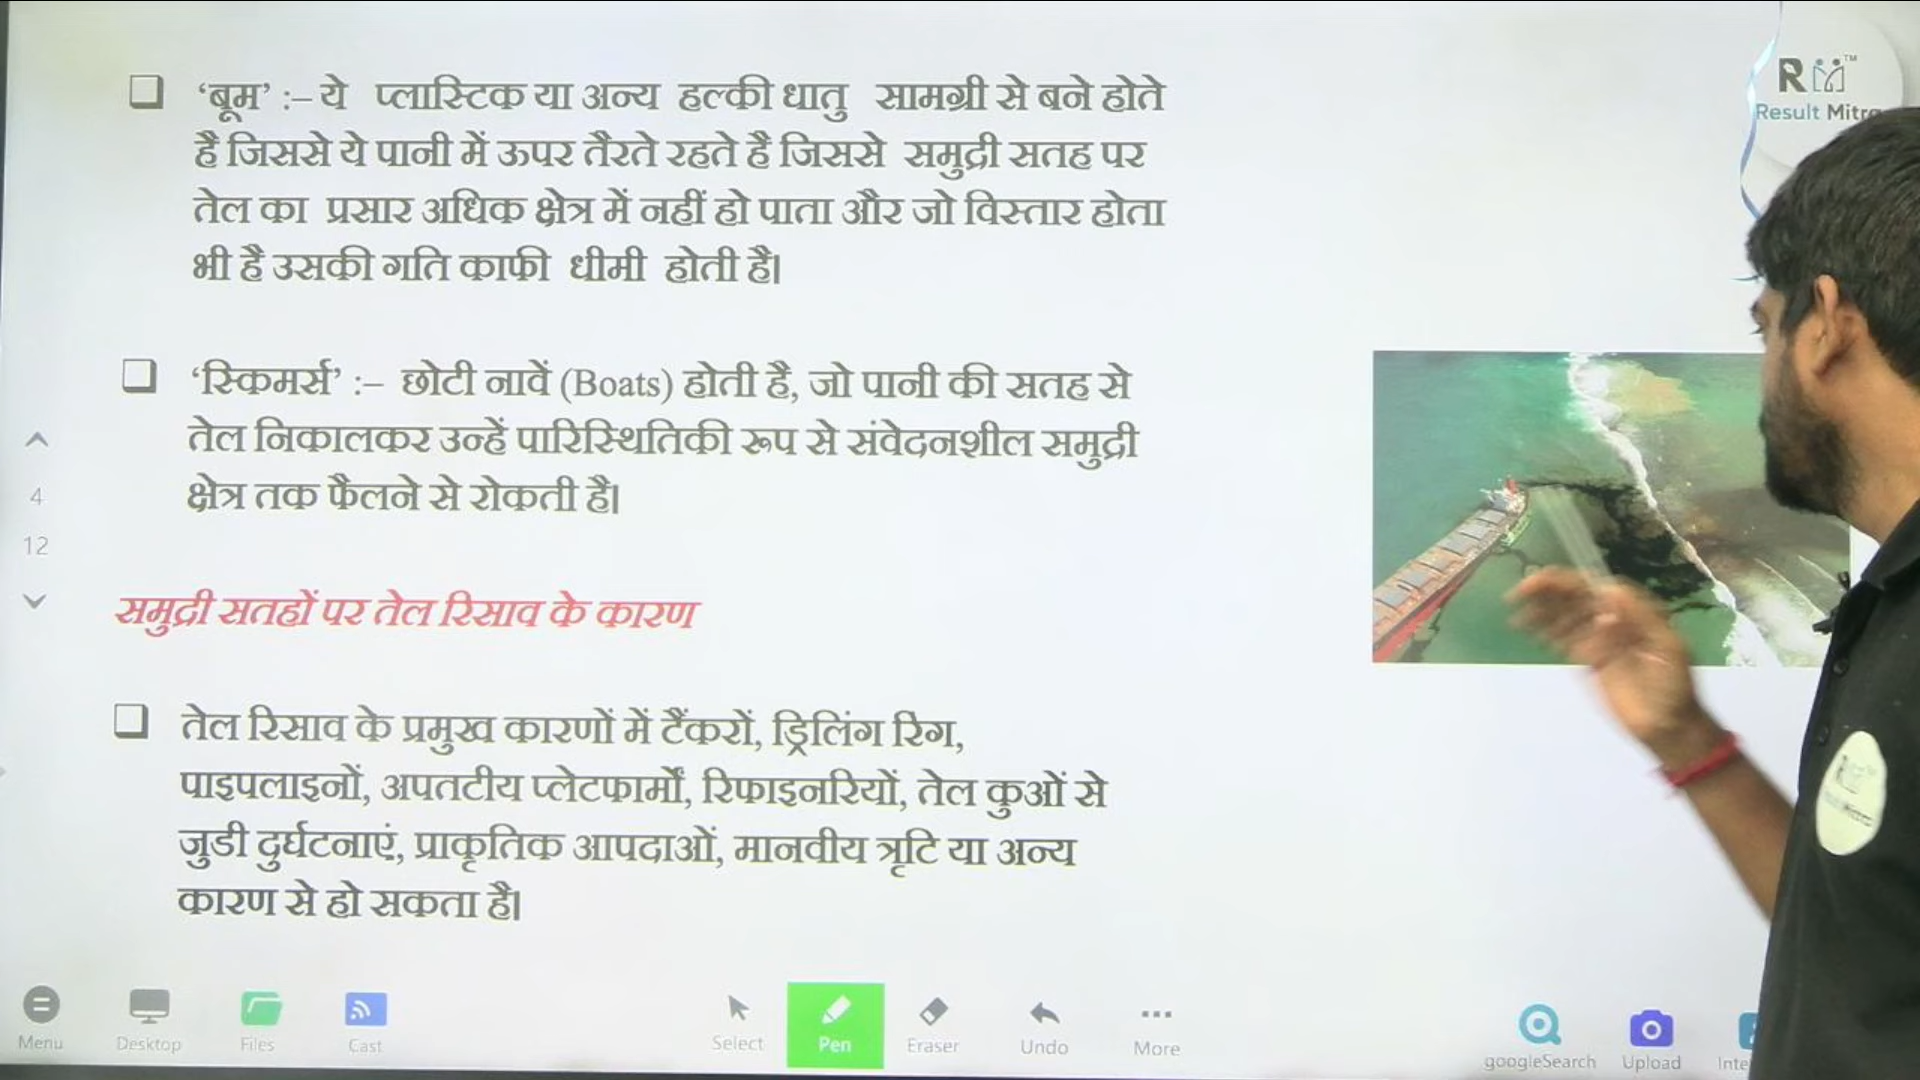 ‘बूम’ :– ये प्लास्टिक या अन्य हल्की धातु सामग्री से बने होते
है जिससे ये पानी में ऊपर तैरते रहते है जिससे समुद्री सतह पर
तेल का प्रसार अधिक क्षेत्र में नहीं हो पाता और जो विस्तार होता
भी है उसकी गति काफी धीमी होती है।
‘स्किमर्स’ :– छोटी नावें (Boats) होती है, जो पानी की सतह से
तेल निकालकर उन्हें पारिस्थितिकी रूप से संवेदनशील समुद्री
क्षेत्र तक फैलने से रोकती है।
समुद्री सतहों पर तेल रिसाव के कारण
तेल रिसाव के प्रमुख कारणों में टैंकरों, ड्रिलिंग रिग,
पाइपलाइनों, अपतटीय प्लेटफार्मों, रिफाइनरियों, तेल कुओं से
जुडी दुर्घटनाएं, प्राकृतिक आपदाओं, मानवीय त्रृटि या अन्य
कारण से हो सकता है।
4
12
RM™
Result Mitra
Menu
Desktop
Files
Cast
Select
Pen
Eraser
Undo
More
googleSearch
Upload
Inte